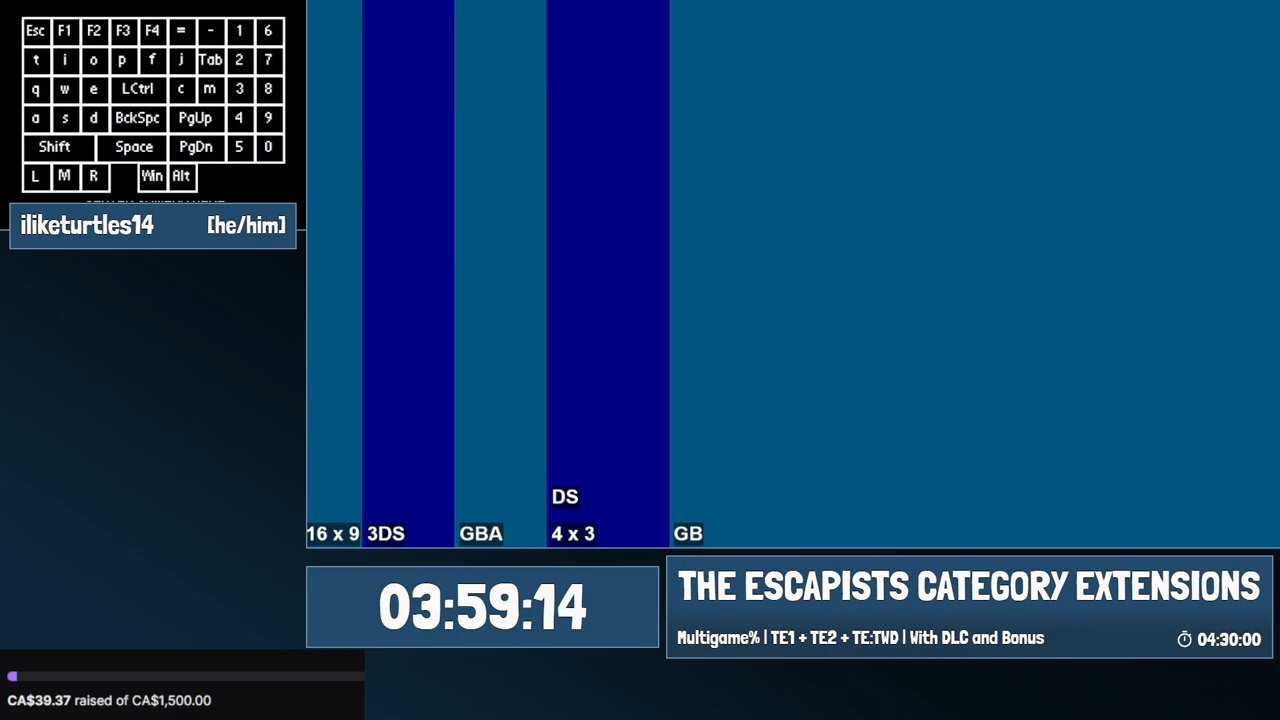 Esc F1 F2 F3 F4 = - 1 6
t i o p f j Tab 2 7
q w e LCtrl c m 3 8
a s d BckSpc PgUp 4 9
Shift Space PgDn 5 0
L M R Win Alt
iliketurtles14 [he/him]
DS
16 x 9 3DS GBA 4 x 3 GB
03:59:14
THE ESCAPISTS CATEGORY EXTENSIONS
Multigame% | TE1 + TE2 + TE:TWD | With DLC and Bonus 04:30:00
CA$39.37 raised of CA$1,500.00